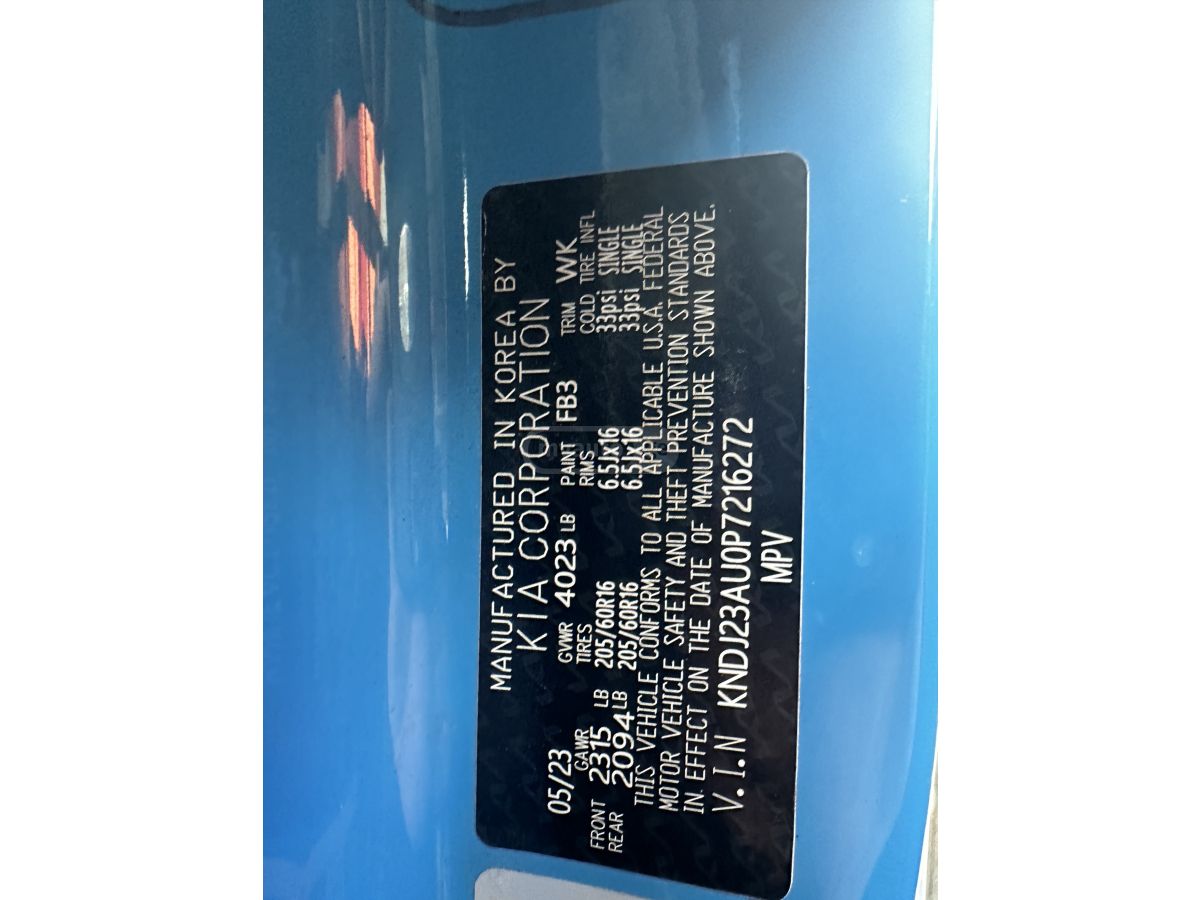 MANUFACTURED IN KOREA BY
KIA CORPORATION
05/23 GVWR 4023 LB PAINT FB3 TRIM WK
GAWR TIRES RIMS COLD TIRE INFL
FRONT 2315 LB 205/60R16 6.5Jx16 33psi SINGLE
REAR 2094 LB 205/60R16 6.5Jx16 33psi SINGLE
THIS VEHICLE CONFORMS TO ALL APPLICABLE U.S.A. FEDERAL
MOTOR VEHICLE SAFETY AND THEFT PREVENTION STANDARDS
IN EFFECT ON THE DATE OF MANUFACTURE SHOWN ABOVE.
V.I.N KNDJ23AU0P7216272
MPV